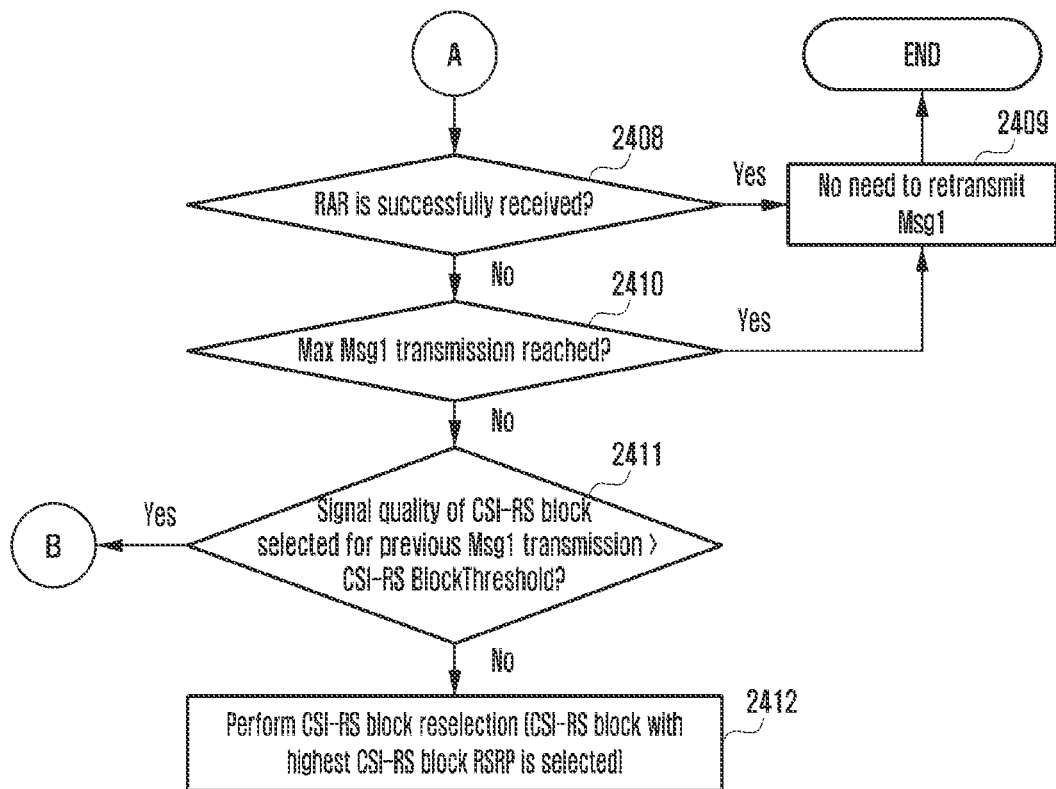 A
END
2408
2409
RAR is successfully received?
Yes
No need to retransmit
Msg1
No
2410
Max Msg1 transmission reached?
Yes
No
2411
Signal quality of CSI-RS block
selected for previous Msg1 transmission >
CSI-RS BlockThreshold?
Yes
B
No
2412
Perform CSI-RS block reselection (CSI-RS block with
highest CSI-RS block RSRP is selected)